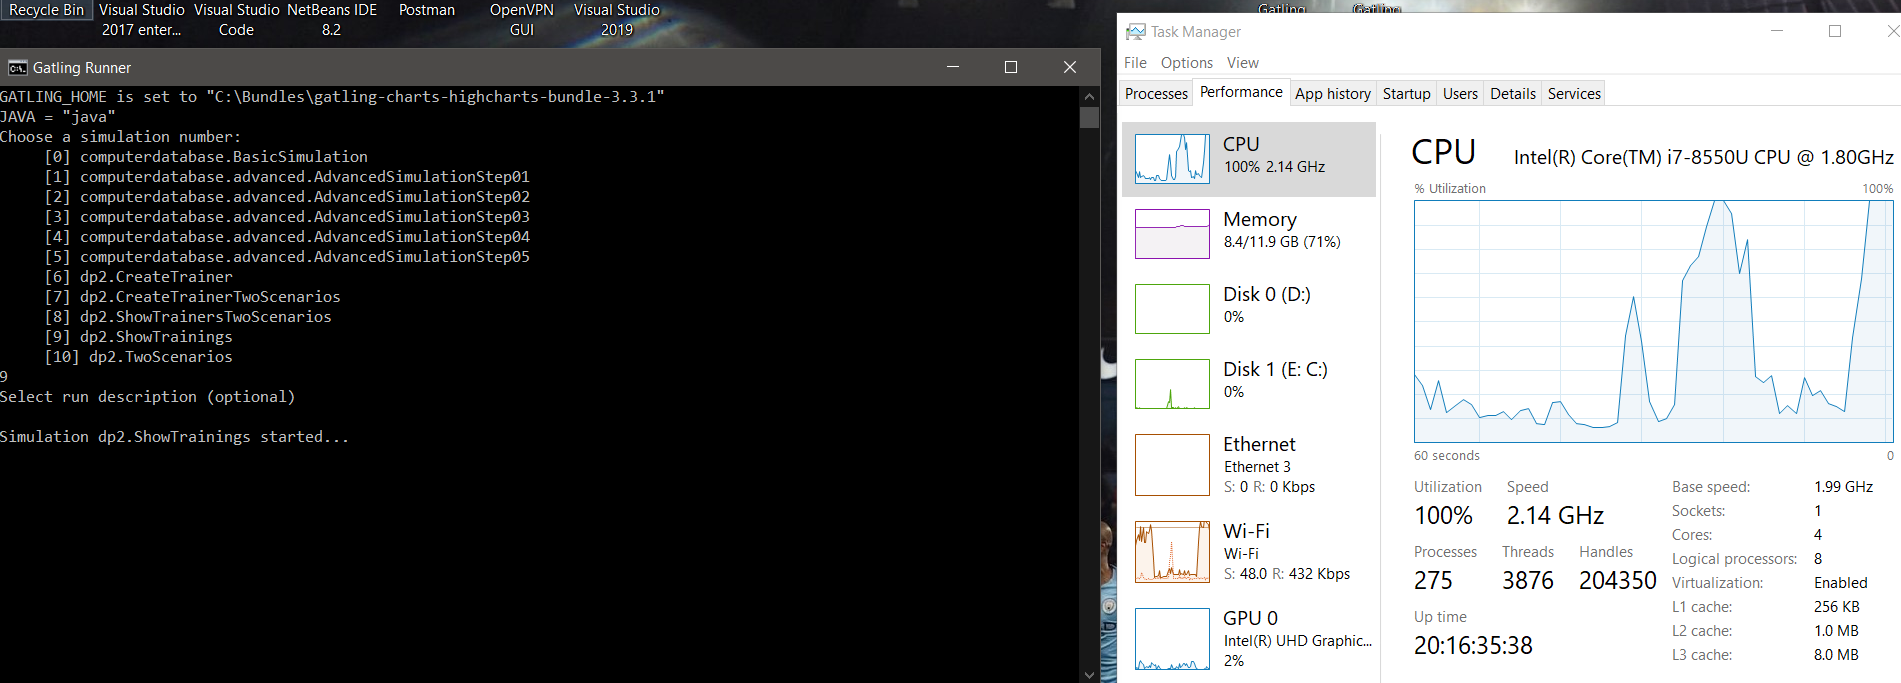 Recycle Bin
Visual Studio 2017 enter...
Visual Studio Code
NetBeans IDE 8.2
Postman
OpenVPN GUI
Visual Studio 2019
Gatling
Gatling
Gatling Runner
GATLING_HOME is set to "C:\Bundles\gatling-charts-highcharts-bundle-3.3.1"
JAVA = "java"
Choose a simulation number:
[0] computerdatabase.BasicSimulation
[1] computerdatabase.advanced.AdvancedSimulationStep01
[2] computerdatabase.advanced.AdvancedSimulationStep02
[3] computerdatabase.advanced.AdvancedSimulationStep03
[4] computerdatabase.advanced.AdvancedSimulationStep04
[5] computerdatabase.advanced.AdvancedSimulationStep05
[6] dp2.CreateTrainer
[7] dp2.CreateTrainerTwoScenarios
[8] dp2.ShowTrainersTwoScenarios
[9] dp2.ShowTrainings
[10] dp2.TwoScenarios
9
Select run description (optional)
Simulation dp2.ShowTrainings started...
Task Manager
File Options View
Processes Performance App history Startup Users Details Services
CPU
100% 2.14 GHz
Memory
8.4/11.9 GB (71%)
Disk 0 (D:)
0%
Disk 1 (E: C:)
0%
Ethernet
Ethernet 3
S: 0 R: 0 Kbps
Wi-Fi
Wi-Fi
S: 48.0 R: 432 Kbps
GPU 0
Intel(R) UHD Graphic...
2%
CPU Intel(R) Core(TM) i7-8550U CPU @ 1.80GHz
% Utilization 100%
60 seconds 0
Utilization Speed
100% 2.14 GHz
Processes Threads Handles
275 3876 204350
Up time
20:16:35:38
Base speed: 1.99 GHz
Sockets: 1
Cores: 4
Logical processors: 8
Virtualization: Enabled
L1 cache: 256 KB
L2 cache: 1.0 MB
L3 cache: 8.0 MB